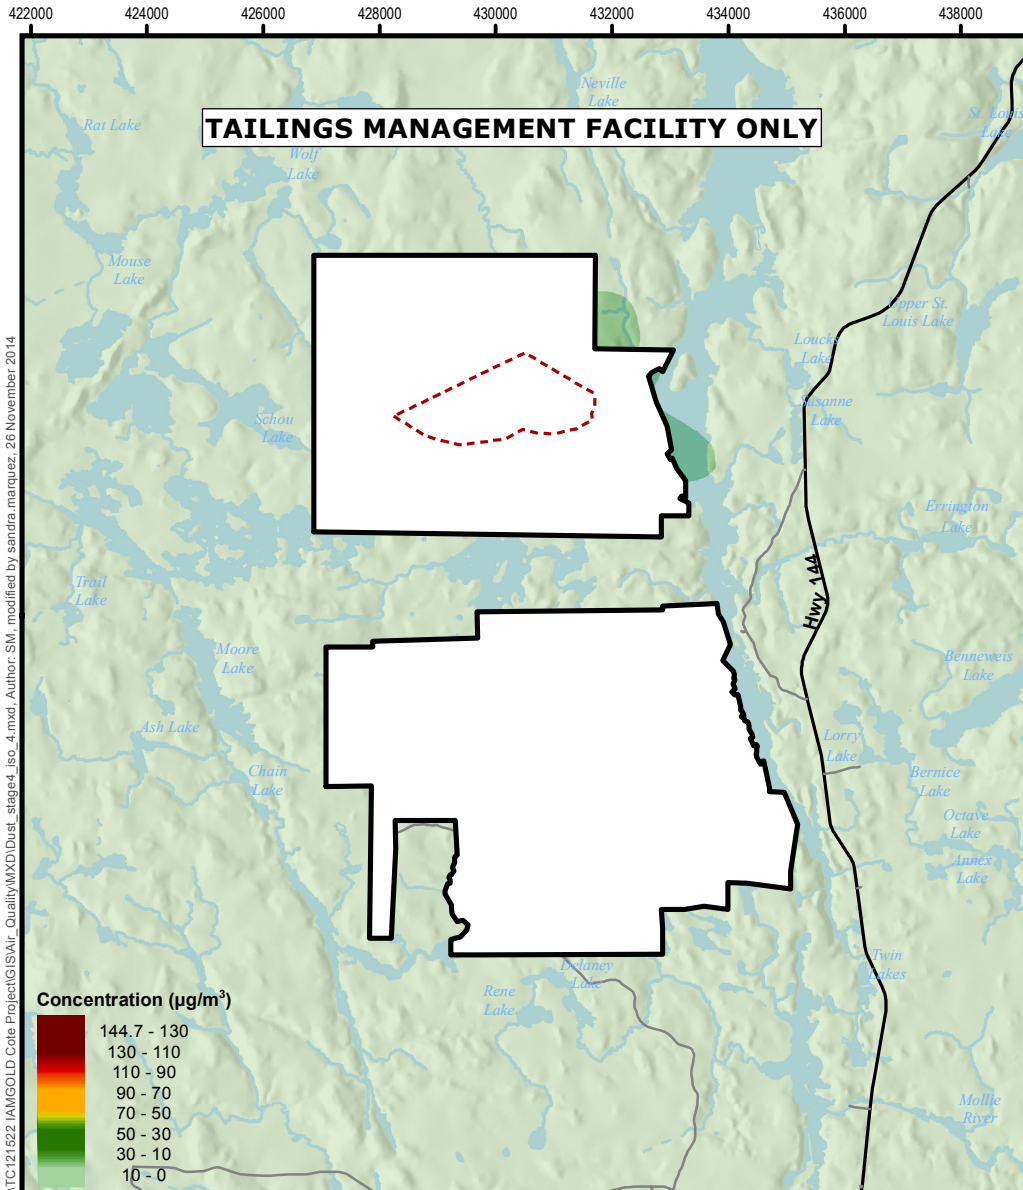 422000 424000 426000 428000 430000 432000 434000 436000 438000
Neville
Lake
St. Louis
Lake
Rat Lake
TAILINGS MANAGEMENT FACILITY ONLY
Wolf
Lake
Mouse
Lake
Upper St.
Louis Lake
Loucks
Lake
Susanne
Lake
Schou
Lake
Errington
Lake
Hwy 144
Trail
Lake
Moore
Lake
Benneweis
Lake
Ash Lake
Lorry
Lake
Chain
Lake
Bernice
Lake
Octave
Lake
Annex
Lake
Twin
Lakes
Delaney
Lake
Rene
Lake
Mollie
River
Concentration (µg/m³)
144.7 - 130
130 - 110
110 - 90
90 - 70
70 - 50
50 - 30
30 - 10
10 - 0
TC121522 IAMGOLD Cote Project\GIS\Air_Quality\MXD\Dust_stage4_iso_4.mxd, Author: SM, modified by sandra.marquez, 26 November 2014